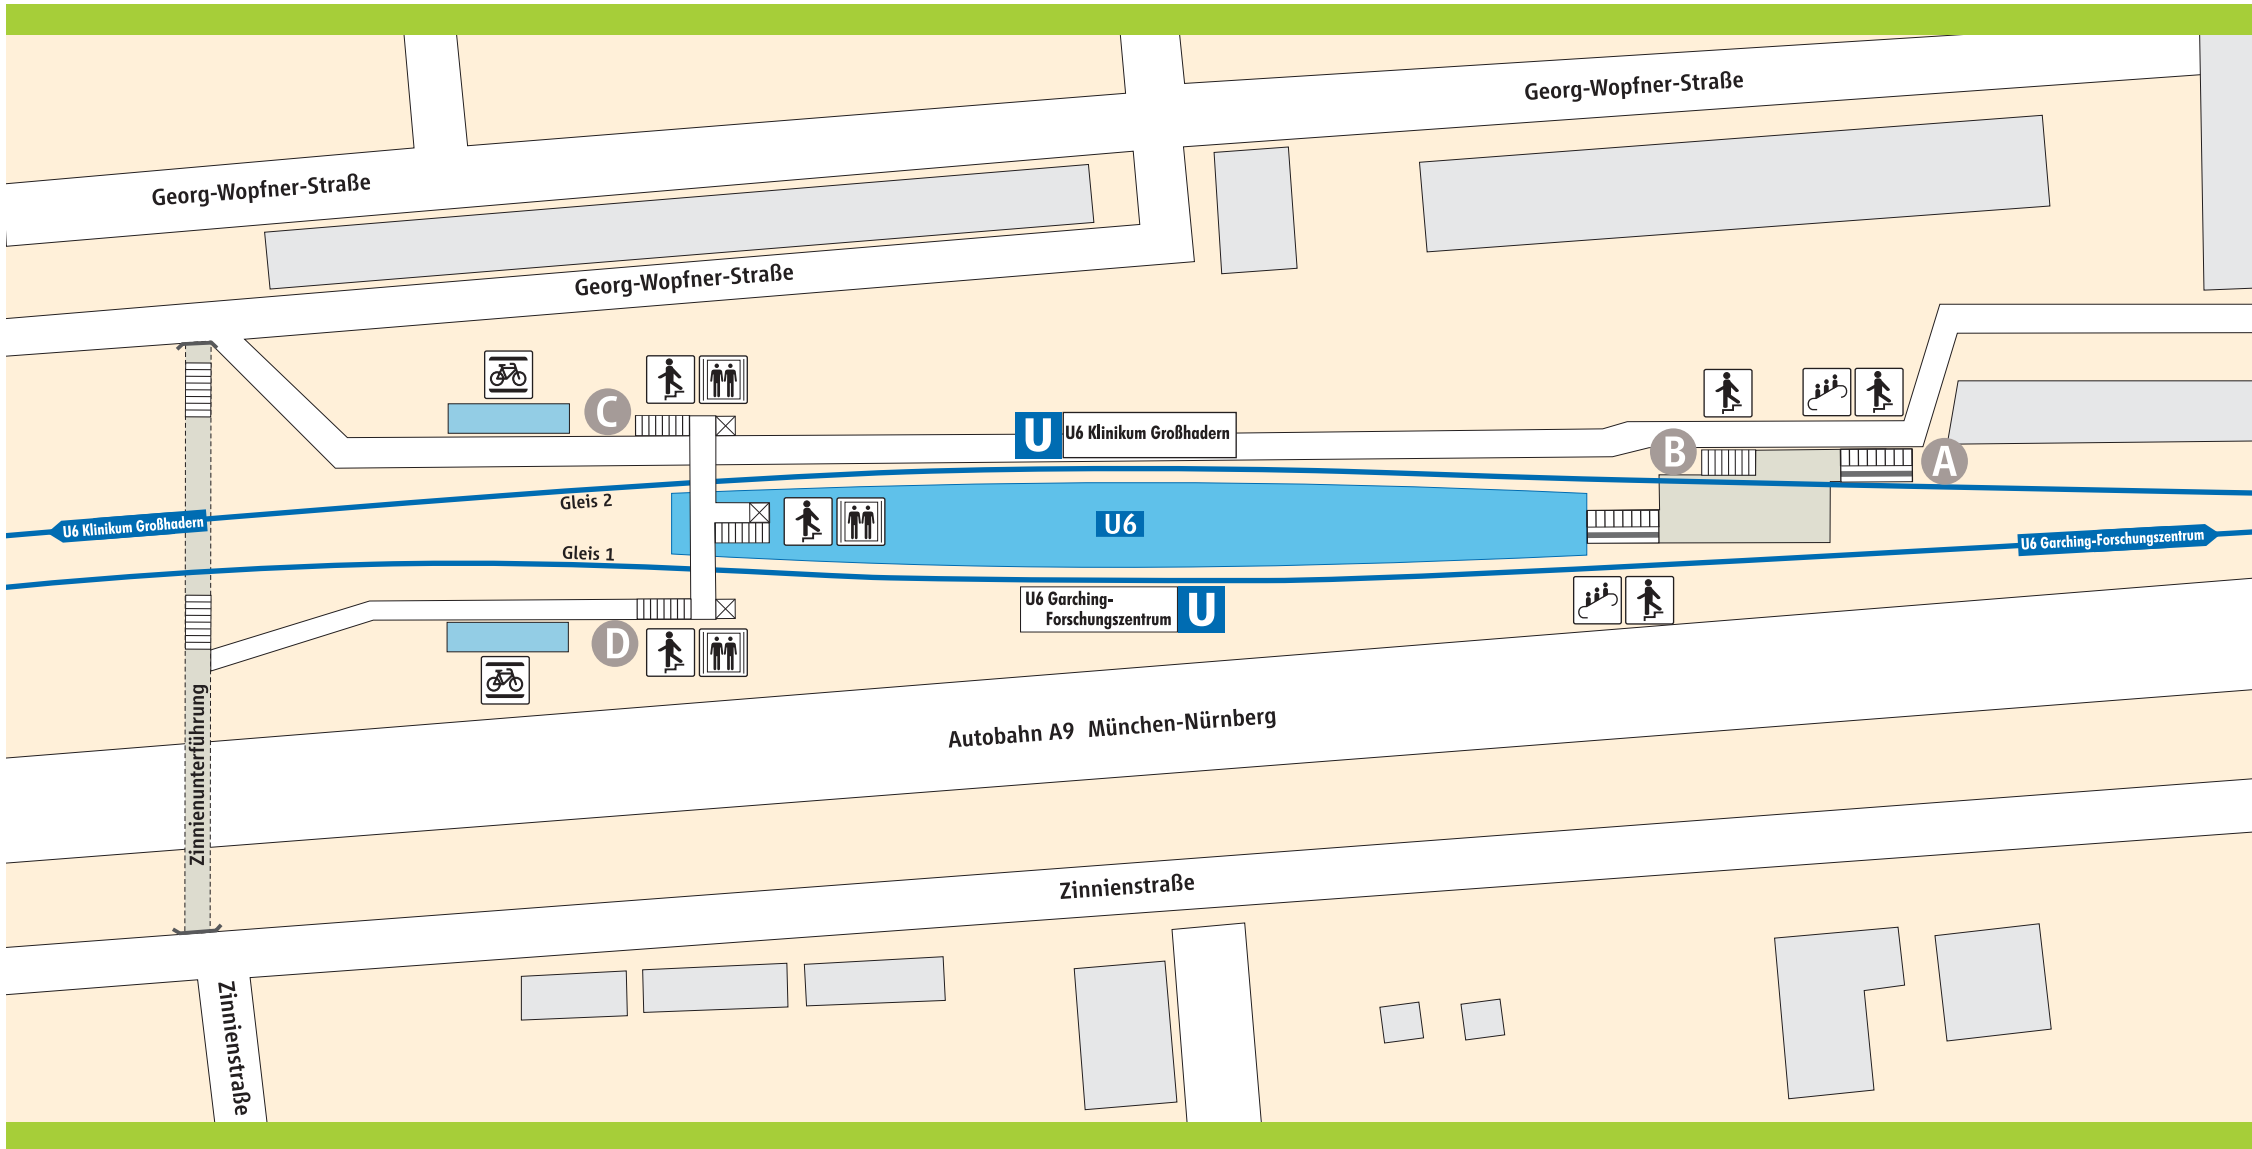 Georg-Wopfner-Straße
Georg-Wopfner-Straße
Georg-Wopfner-Straße
C
U
U6 Klinikum Großhadern
B
A
Gleis 2
U6 Klinikum Großhadern
U6
U6 Garching-Forschungszentrum
Gleis 1
U6 Garching-
Forschungszentrum
U
D
Zinnienunterführung
Autobahn A9 München-Nürnberg
Zinnienstraße
Zinnienstraße